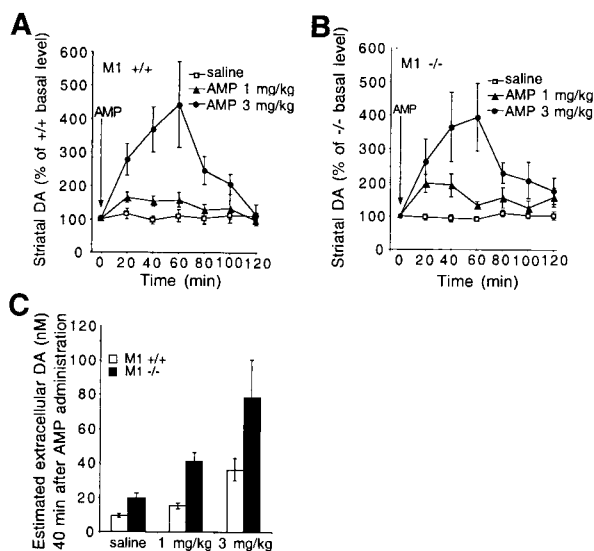 A
Striatal DA (% of +/+ basal level)
600
500
400
300
200
100
0
M1 +/+
AMP
saline
AMP 1 mg/kg
AMP 3 mg/kg
0 20 40 60 80 100 120
Time (min)
B
Striatal DA (% of -/- basal level)
600
500
400
300
200
100
0
M1 -/-
AMP
saline
AMP 1 mg/kg
AMP 3 mg/kg
0 20 40 60 80 100 120
Time (min)
C
Estimated extracellular DA (nM)
40 min after AMP administration
120
100
80
60
40
20
0
M1 +/+
M1 -/-
saline 1 mg/kg 3 mg/kg